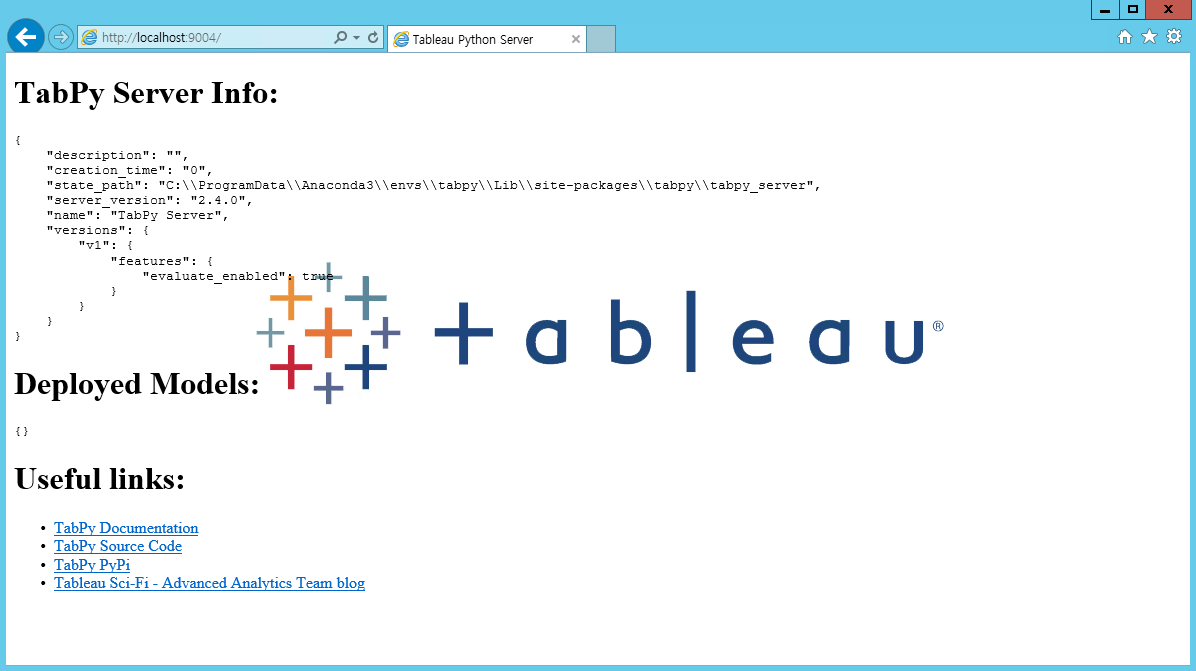 http://localhost:9004/
Tableau Python Server
TabPy Server Info:
{
    "description": "",
    "creation_time": "0",
    "state_path": "C:\\ProgramData\\Anaconda3\\envs\\tabpy\\Lib\\site-packages\\tabpy\\tabpy_server",
    "server_version": "2.4.0",
    "name": "TabPy Server",
    "versions": {
        "v1": {
            "features": {
                "evaluate_enabled": true
            }
        }
    }
}
+ableau®
Deployed Models:
{}
Useful links:
• TabPy Documentation
• TabPy Source Code
• TabPy PyPi
• Tableau Sci-Fi - Advanced Analytics Team blog